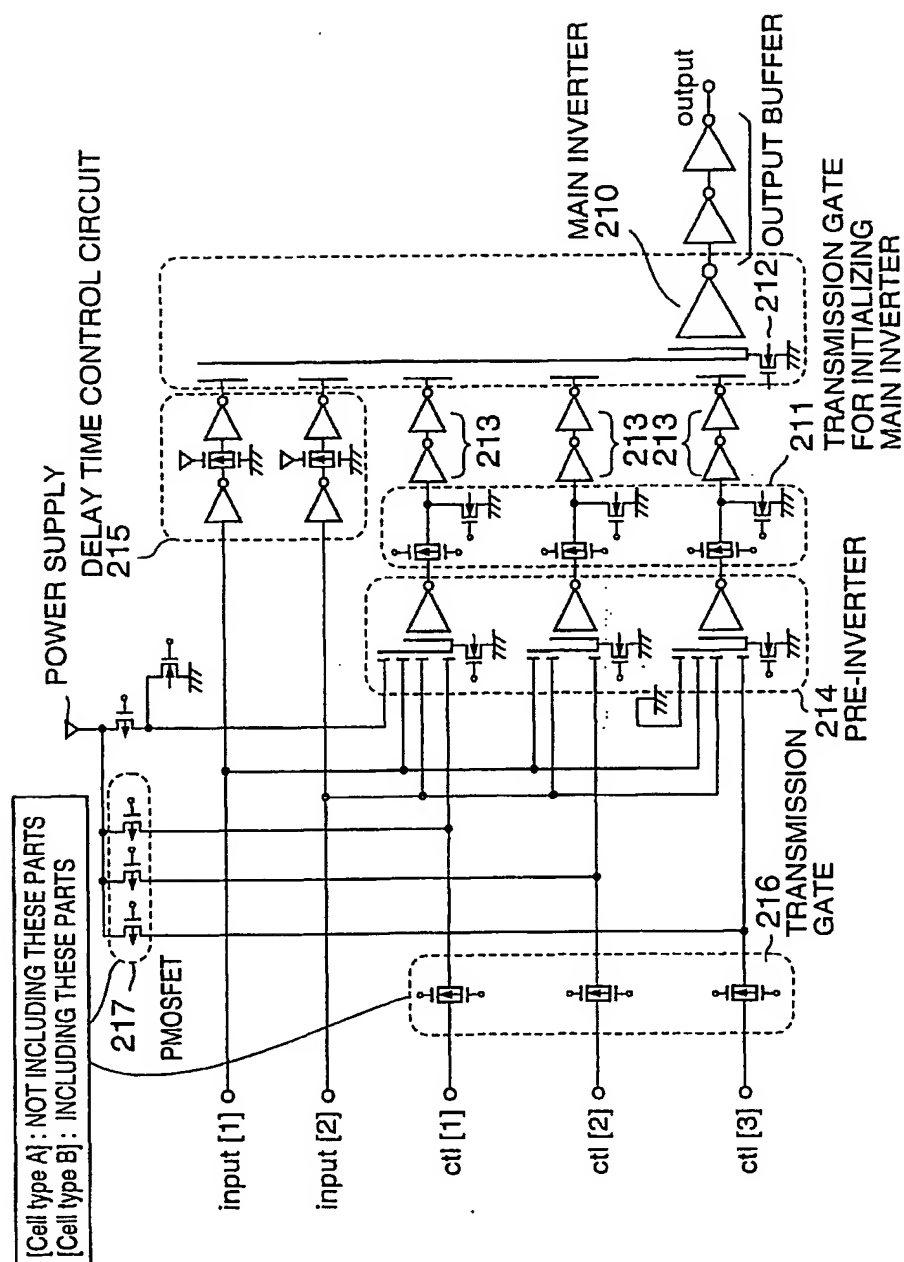 [Cell type A] : NOT INCLUDING THESE PARTS
[Cell type B] : INCLUDING THESE PARTS
217
PMOSFET
POWER SUPPLY
DELAY TIME CONTROL CIRCUIT
215
input [1]
input [2]
ctl [1]
ctl [2]
ctl [3]
216
TRANSMISSION
GATE
214
PRE-INVERTER
213
213
213
211
TRANSMISSION GATE
FOR INITIALIZING
MAIN INVERTER
212
OUTPUT BUFFER
MAIN INVERTER
210
output